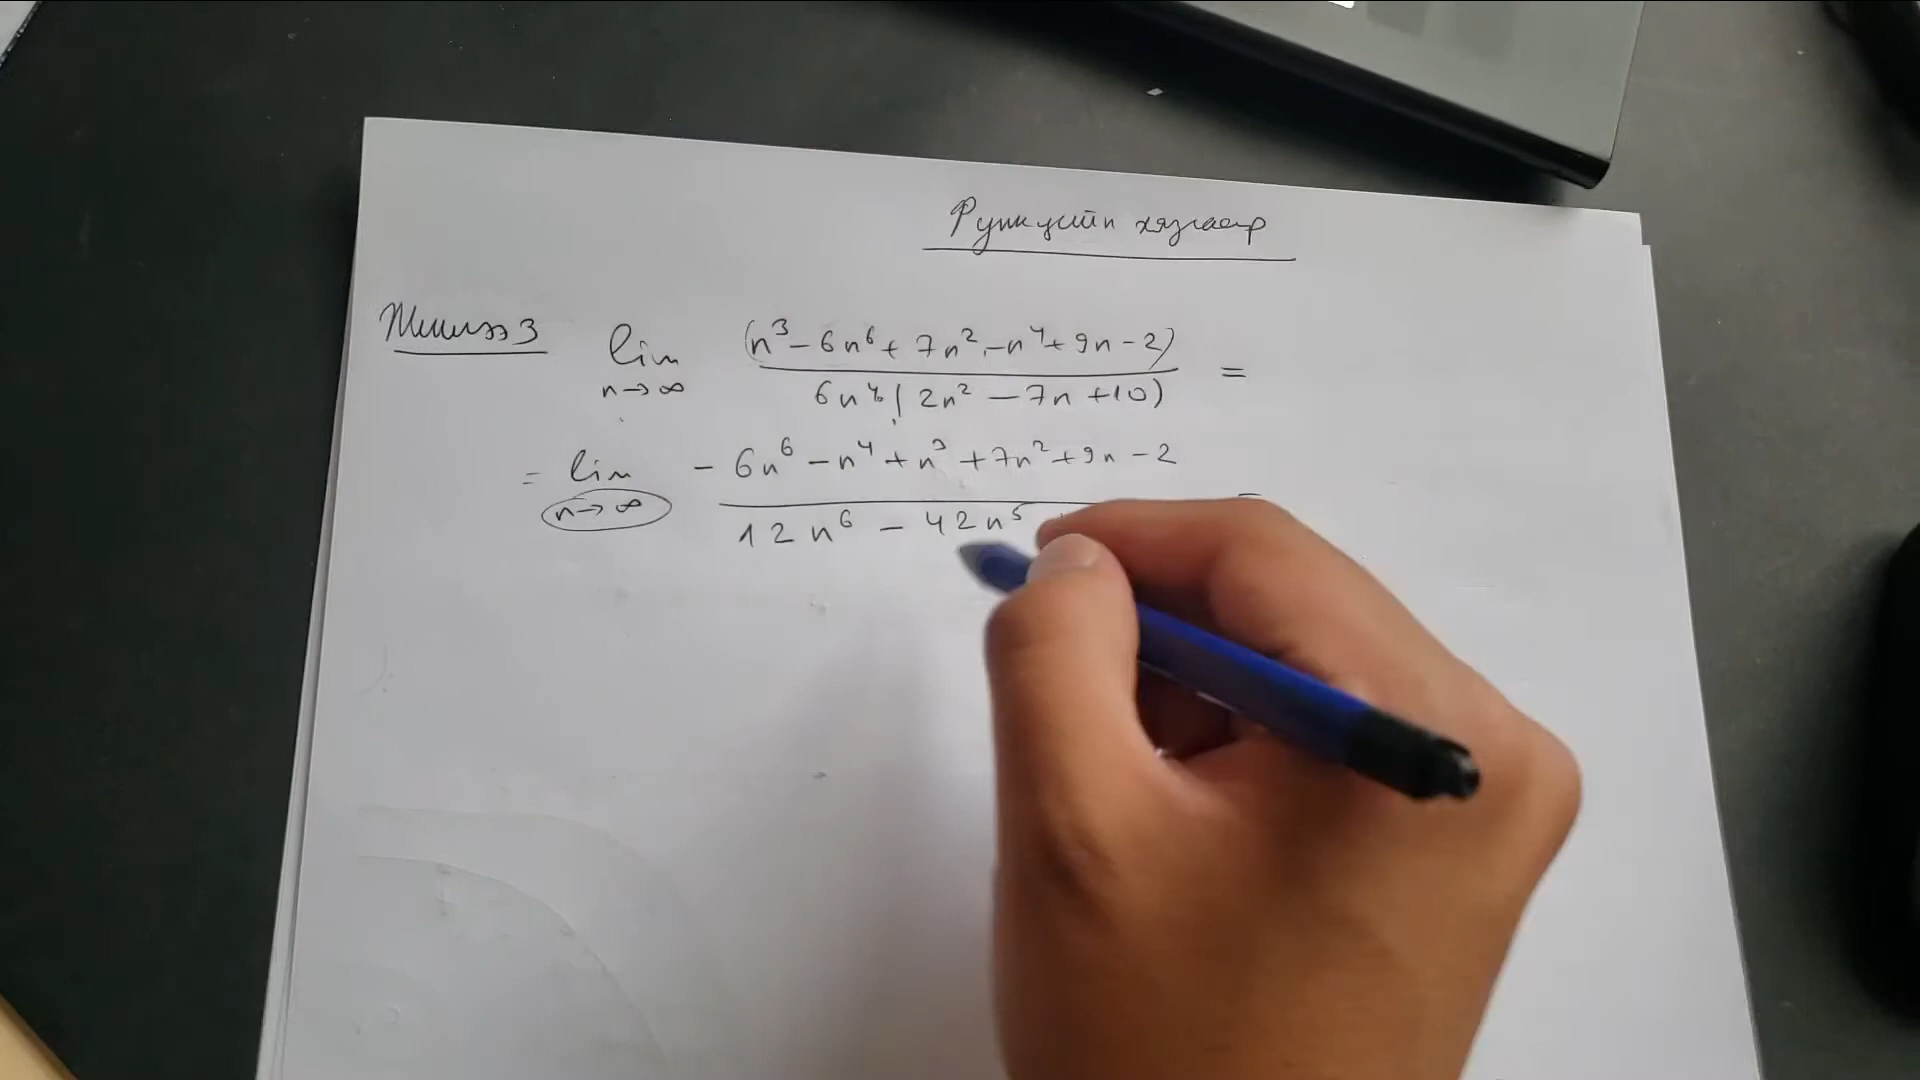 Функцийн хязгаар
Жишээ 3 lim n→∞ (n³ − 6n⁶ + 7n² − n⁴ + 9n − 2) / 6n⁴(2n² − 7n + 10) =
= lim n→∞ −6n⁶ − n⁴ + n³ + 7n² + 9n − 2 / 12n⁶ − 42n⁵